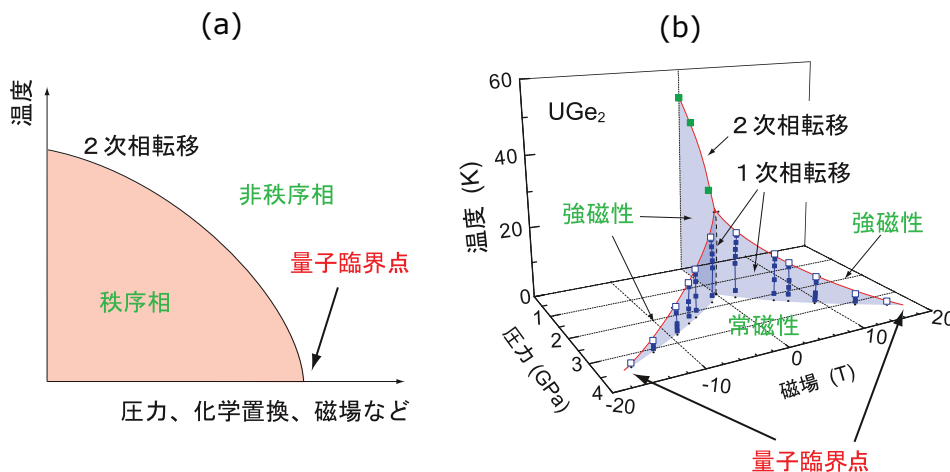 (a)
温度
2次相転移
非秩序相
量子臨界点
秩序相
圧力、化学置換、磁場など
(b)
60
40
20
0
温度 (K)
UGe₂
2次相転移
1次相転移
強磁性
強磁性
常磁性
1
2
3
4
圧力 (GPa)
-20
-10
0
10
20
磁場 (T)
量子臨界点